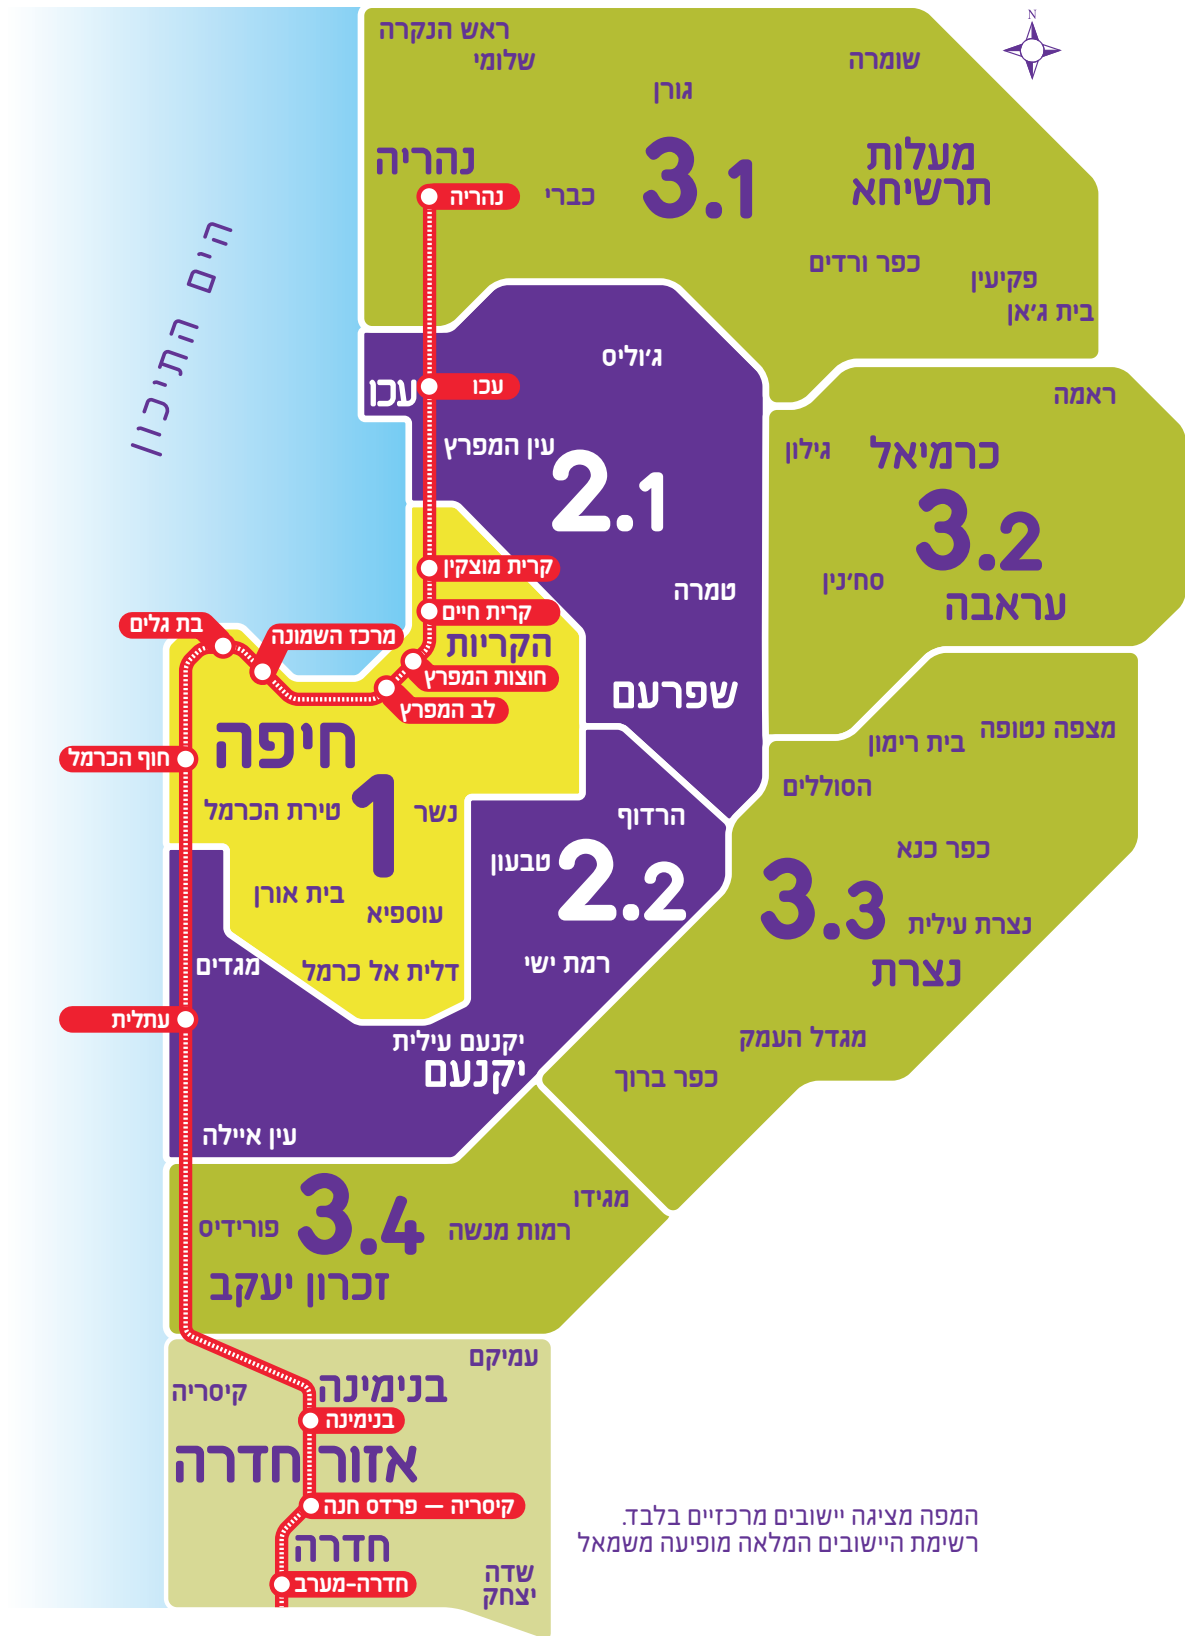 N
ראש הנקרה
שלומי
שומרה
גורן
נהריה
3.1
מעלות
תרשיחא
נהריה
כברי
כפר ורדים
פקיעין
בית ג'אן
הים התיכון
ג'וליס
עכו
עכו
ראמה
עין המפרץ
2.1
גילון
כרמיאל
3.2
קרית מוצקין
סח'נין
טמרה
עראבה
קרית חיים
בת גלים
מרכז השמונה
הקריות
חוצות המפרץ
שפרעם
לב המפרץ
מצפה נטופה
בית רימון
חיפה
חוף הכרמל
הסוללים
טירת הכרמל
1
נשר
הרדוף
כפר כנא
טבעון
2.2
3.3
בית אורן
עוספיא
נצרת עילית
מגדים
דלית אל כרמל
רמת ישי
נצרת
עתלית
יקנעם עילית
יקנעם
מגדל העמק
כפר ברוך
עין איילה
מגידו
3.4
פורידיס
רמות מנשה
זכרון יעקב
עמיקם
קיסריה
בנימינה
בנימינה
אזור חדרה
קיסריה – פרדס חנה
חדרה
שדה
יצחק
חדרה-מערב
המפה מציגה יישובים מרכזיים בלבד.
רשימת היישובים המלאה מופיעה משמאל